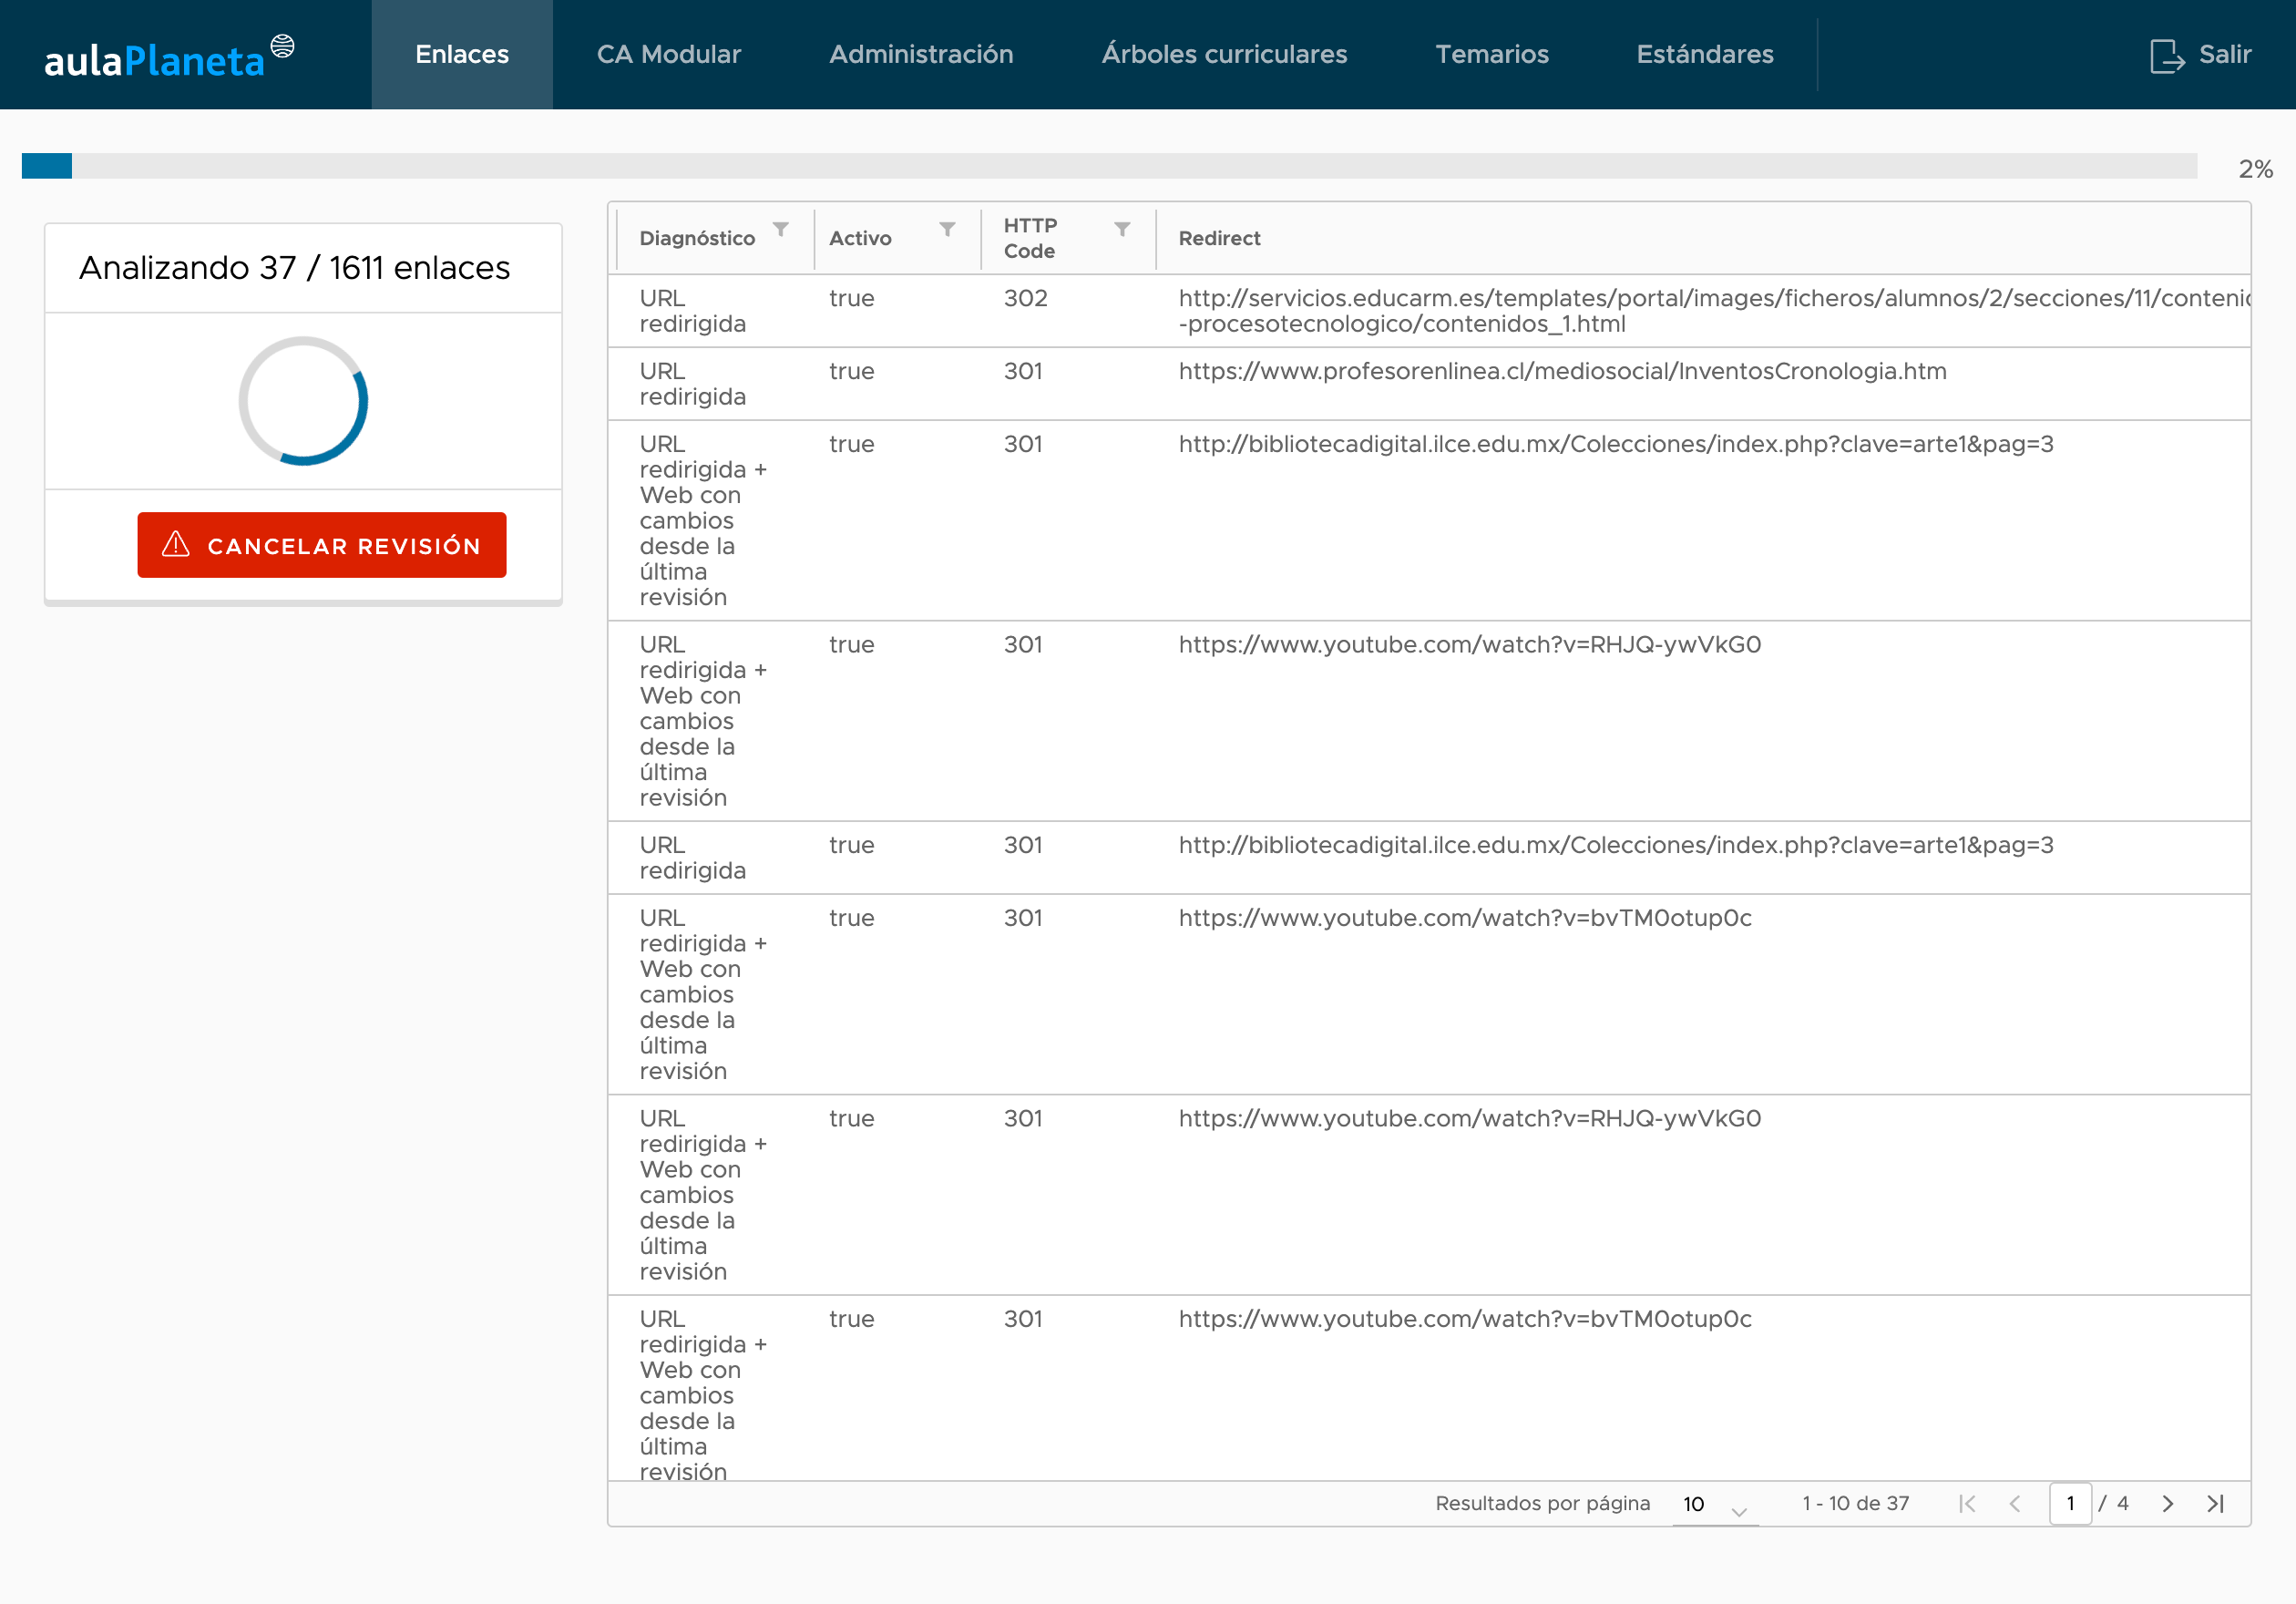 aulaPlaneta
Enlaces
CA Modular
Administración
Árboles curriculares
Temarios
Estándares
Salir
2%
Analizando 37 / 1611 enlaces
CANCELAR REVISIÓN
Diagnóstico
Activo
HTTP
Code
Redirect
URL
redirigida
true
302
http://servicios.educarm.es/templates/portal/images/ficheros/alumnos/2/secciones/11/contenid
-procesotecnologico/contenidos_1.html
URL
redirigida
true
301
https://www.profesorenlinea.cl/mediosocial/InventosCronologia.htm
URL
redirigida +
Web con
cambios
desde la
última
revisión
true
301
http://bibliotecadigital.ilce.edu.mx/Colecciones/index.php?clave=arte1&pag=3
URL
redirigida +
Web con
cambios
desde la
última
revisión
true
301
https://www.youtube.com/watch?v=RHJQ-ywVkG0
URL
redirigida
true
301
http://bibliotecadigital.ilce.edu.mx/Colecciones/index.php?clave=arte1&pag=3
URL
redirigida +
Web con
cambios
desde la
última
revisión
true
301
https://www.youtube.com/watch?v=bvTM0otup0c
URL
redirigida +
Web con
cambios
desde la
última
revisión
true
301
https://www.youtube.com/watch?v=RHJQ-ywVkG0
URL
redirigida +
Web con
cambios
desde la
última
revisión
true
301
https://www.youtube.com/watch?v=bvTM0otup0c
Resultados por página
10
1 - 10 de 37
1 / 4